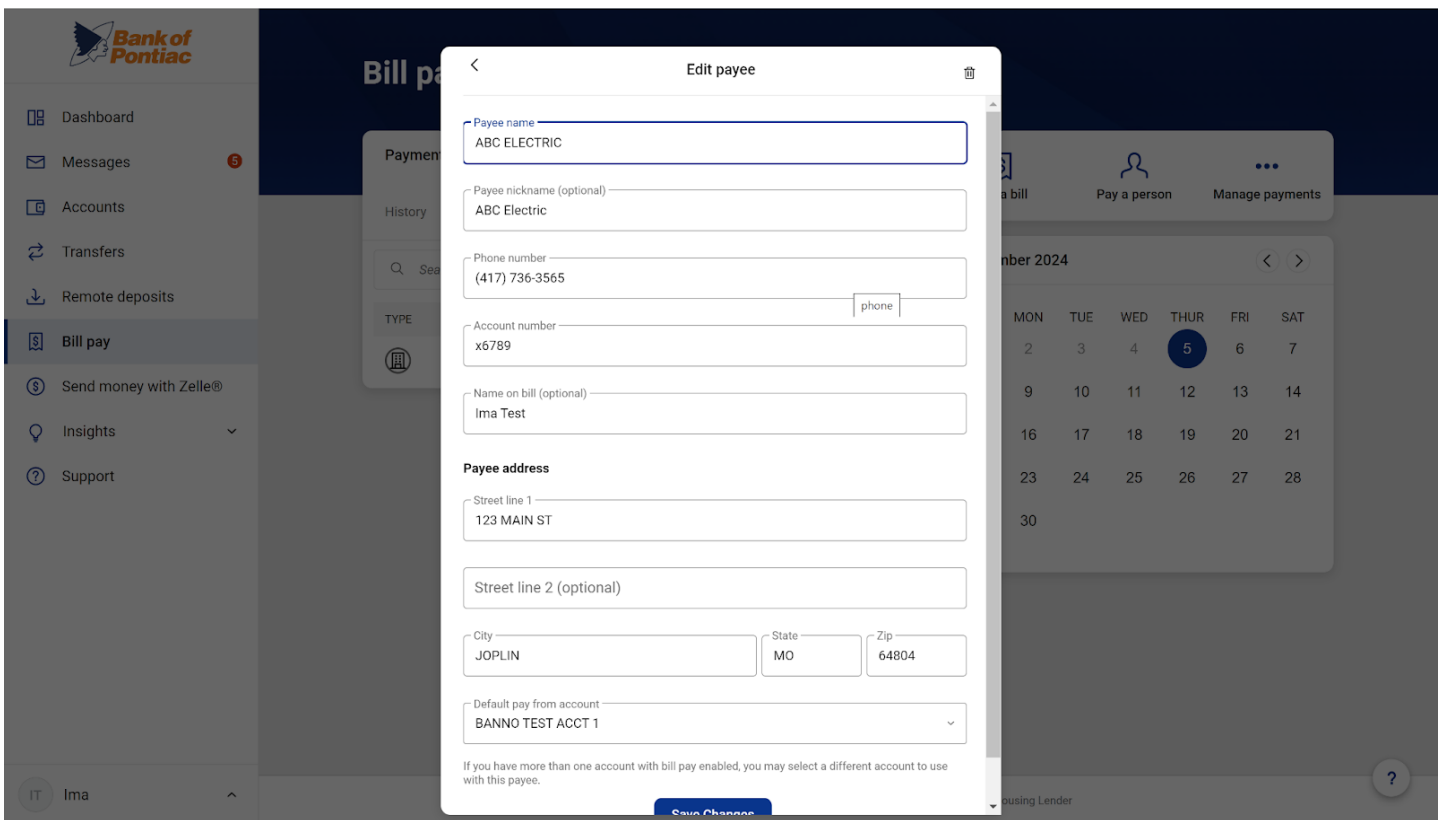 Bank of
Pontiac
Dashboard
Messages
5
Accounts
Transfers
Remote deposits
Bill pay
Send money with Zelle®
Insights
Support
IT
Ima
Bill pa
Paymen
History
Sea
TYPE
Edit payee
Payee name
ABC ELECTRIC
Payee nickname (optional)
ABC Electric
Phone number
(417) 736-3565
phone
Account number
x6789
Name on bill (optional)
Ima Test
Payee address
Street line 1
123 MAIN ST
Street line 2 (optional)
City
JOPLIN
State
MO
Zip
64804
Default pay from account
BANNO TEST ACCT 1
If you have more than one account with bill pay enabled, you may select a different account to use
with this payee.
Save Changes
a bill
Pay a person
Manage payments
mber 2024
MON TUE WED THUR FRI SAT
2 3 4 5 6 7
9 10 11 12 13 14
16 17 18 19 20 21
23 24 25 26 27 28
30
ousing Lender
?